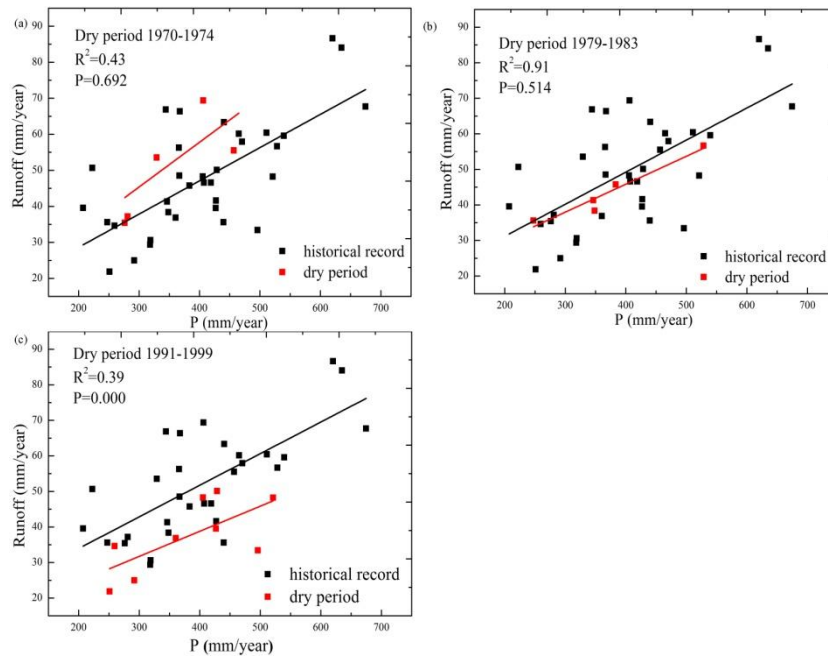 (a)
Dry period 1970-1974
R²=0.43
P=0.692
Runoff (mm/year)
90
80
70
60
50
40
30
20
historical record
dry period
200 300 400 500 600 700
P (mm/year)
(b)
Dry period 1979-1983
R²=0.91
P=0.514
Runoff (mm/year)
90
80
70
60
50
40
30
20
historical record
dry period
200 300 400 500 600 700
P (mm/year)
(c)
Dry period 1991-1999
R²=0.39
P=0.000
Runoff (mm/year)
90
80
70
60
50
40
30
20
historical record
dry period
200 300 400 500 600 700
P (mm/year)